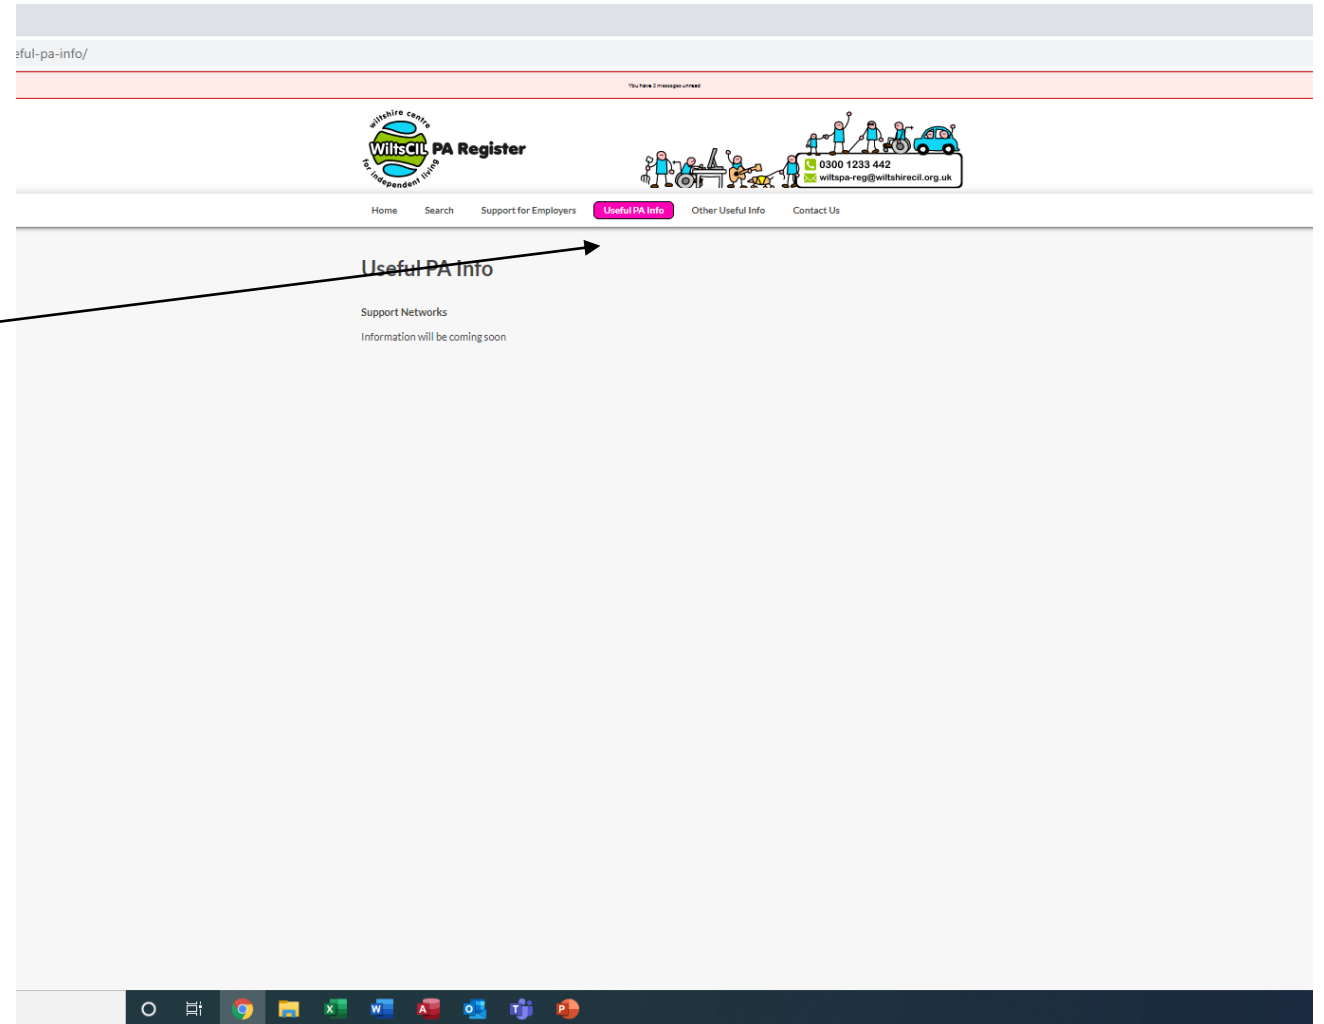 eful-pa-info/
You have 2 messages unread
wiltshire centre
WiltsCIL
for independent living
PA Register
0300 1233 442
wiltspa-reg@wiltshirecil.org.uk
Home Search Support for Employers Useful PA Info Other Useful Info Contact Us
Useful PA Info
Support Networks
Information will be coming soon